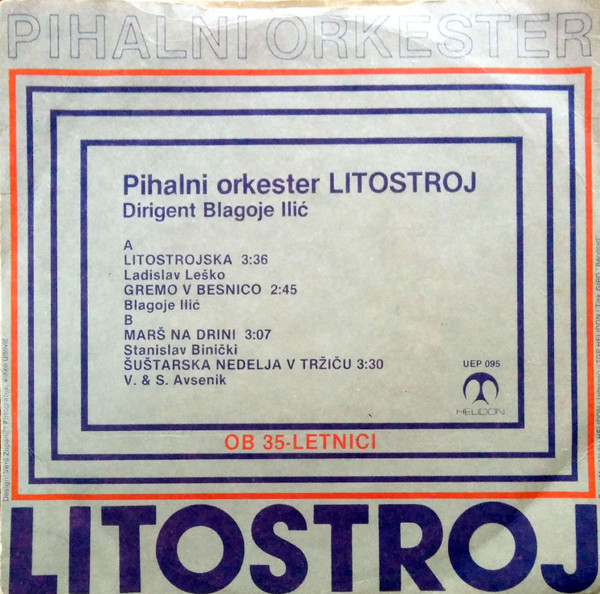 PIHALNI ORKESTER
Pihalni orkester LITOSTROJ
Dirigent Blagoje Ilić
A
LITOSTROJSKA 3:36
Ladislav Leško
GREMO V BESNICO 2:45
Blagoje Ilić
B
MARŠ NA DRINI 3:07
Stanislav Binički
ŠUŠTARSKA NEDELJA V TRŽIČU 3:30
V. & S. Avsenik
UEP 095
HELIDON
OB 35-LETNICI
LITOSTROJ